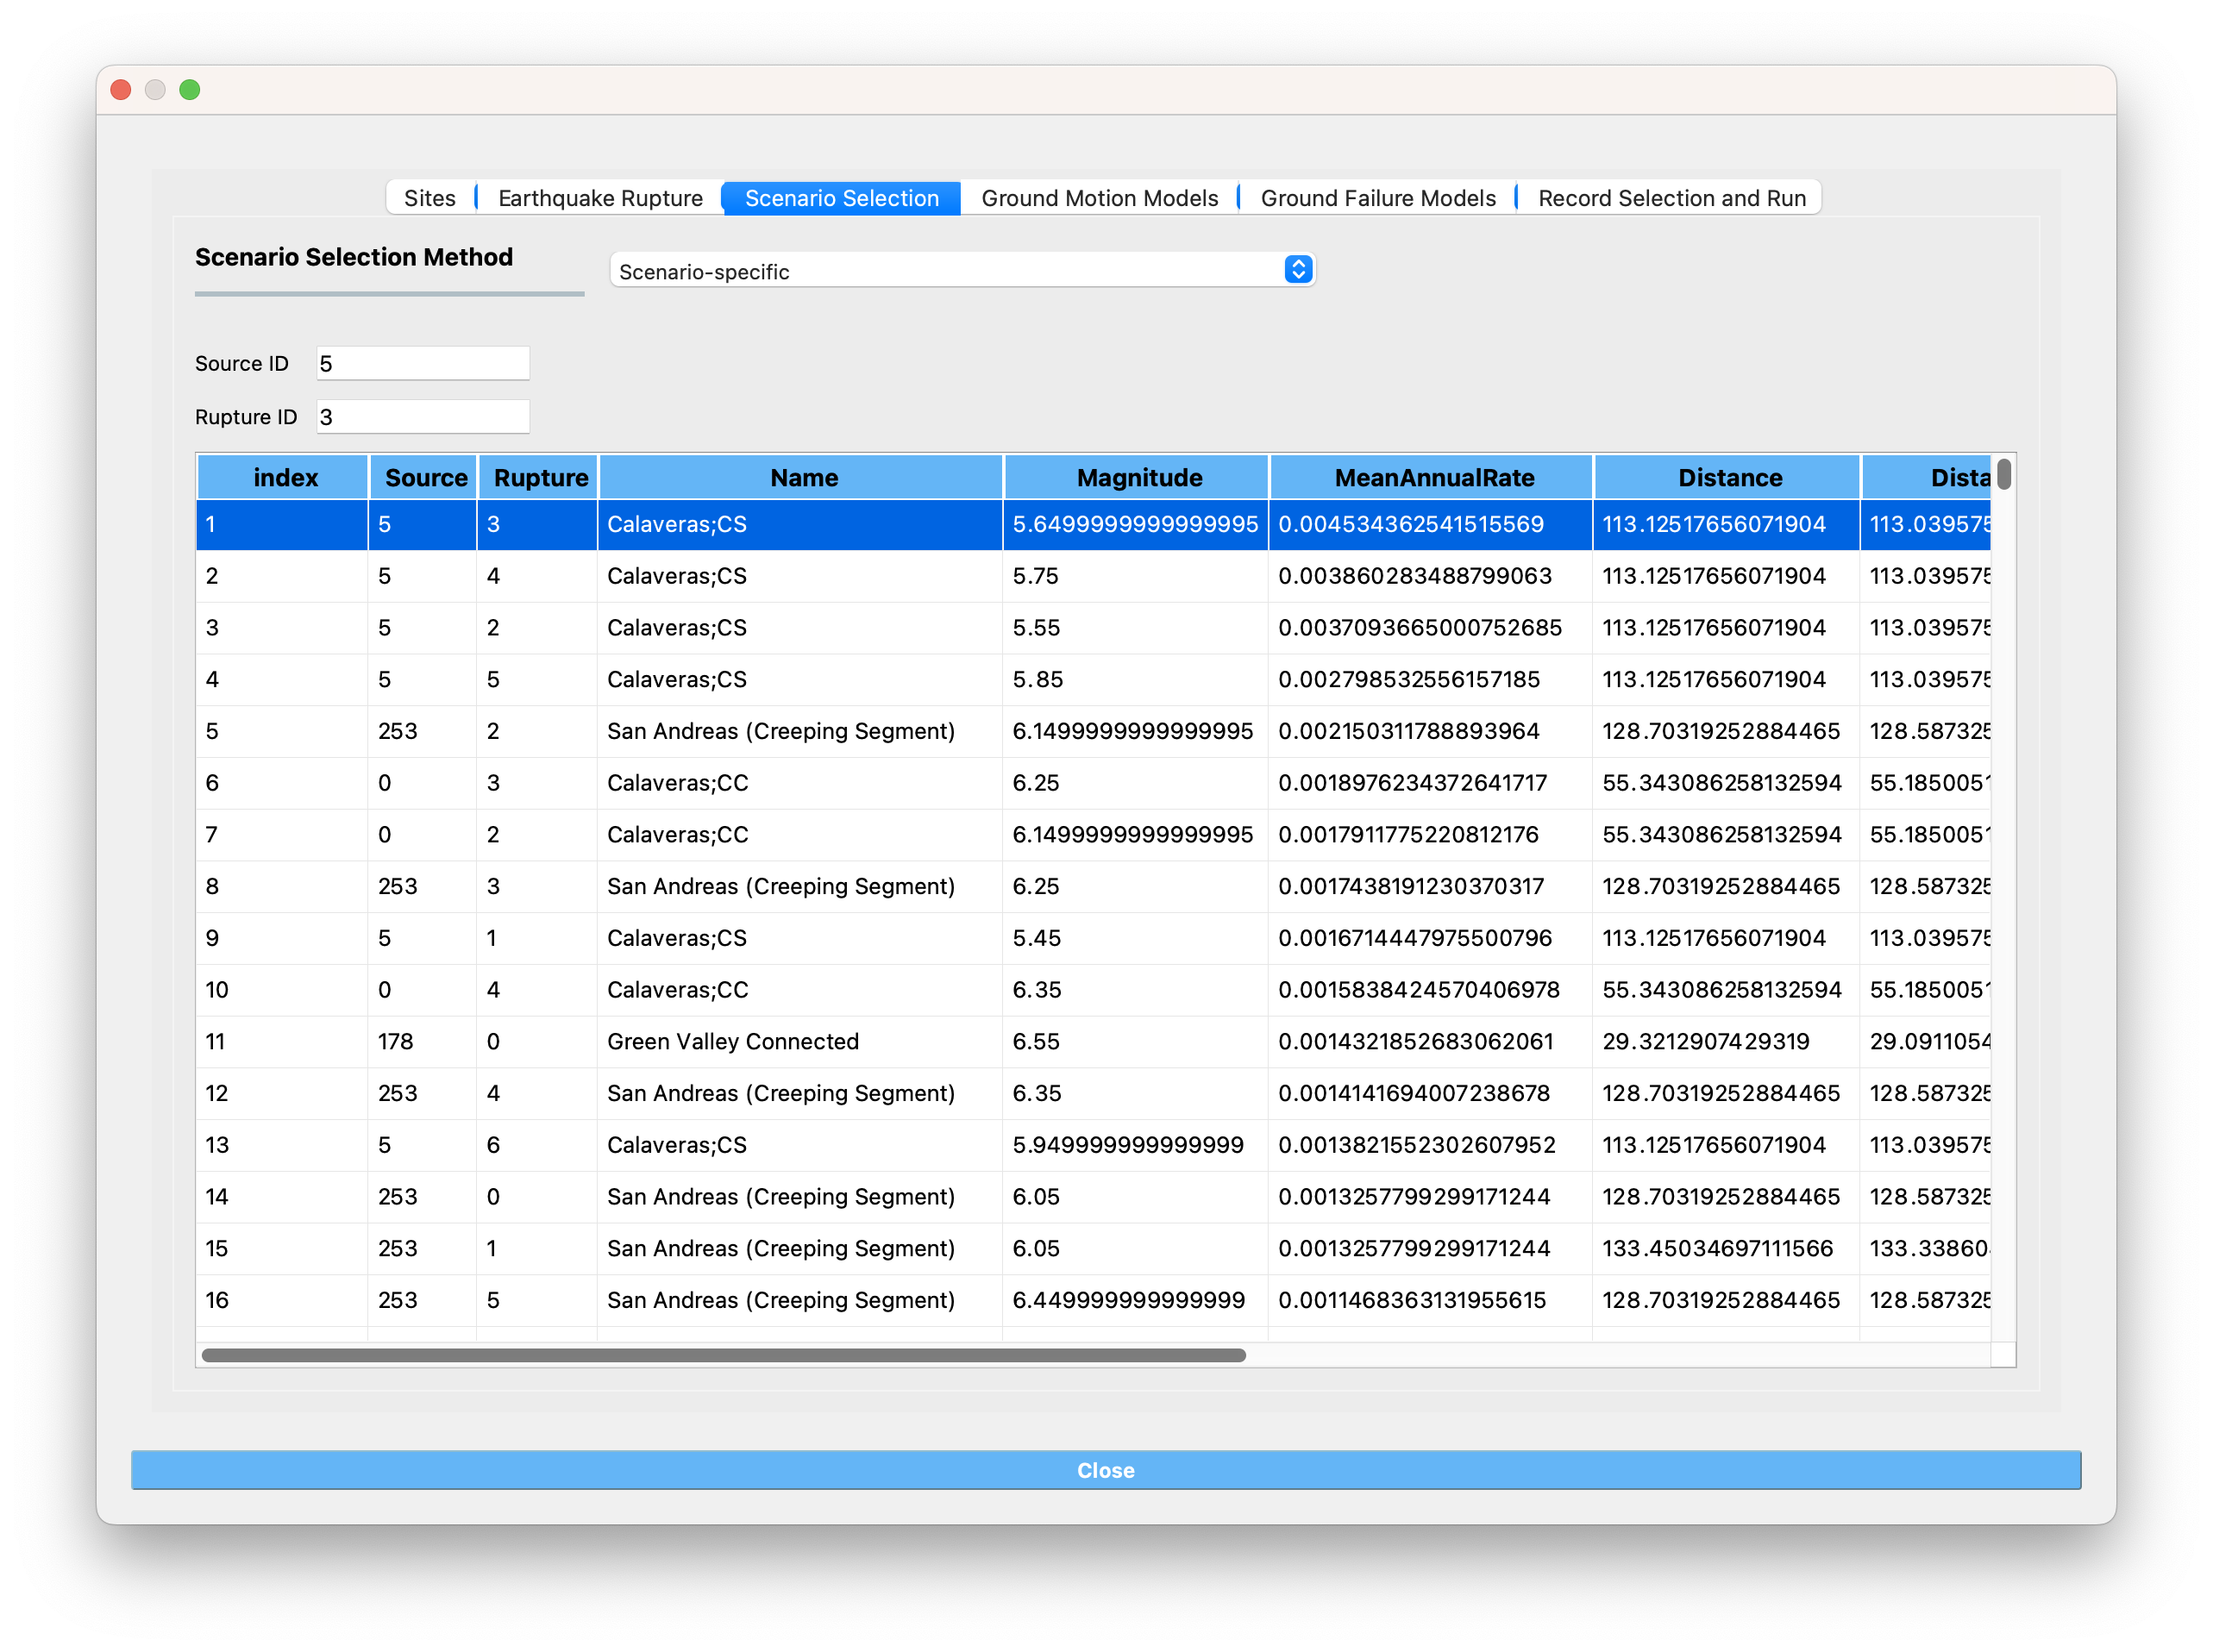 Sites Earthquake Rupture Scenario Selection Ground Motion Models Ground Failure Models Record Selection and Run
Scenario Selection Method Scenario-specific
Source ID 5
Rupture ID 3
index Source Rupture Name Magnitude MeanAnnualRate Distance Dista
1 5 3 Calaveras;CS 5.6499999999999995 0.004534362541515569 113.12517656071904 113.039575
2 5 4 Calaveras;CS 5.75 0.003860283488799063 113.12517656071904 113.039575
3 5 2 Calaveras;CS 5.55 0.0037093665000752685 113.12517656071904 113.039575
4 5 5 Calaveras;CS 5.85 0.002798532556157185 113.12517656071904 113.039575
5 253 2 San Andreas (Creeping Segment) 6.1499999999999995 0.002150311788893964 128.70319252884465 128.587325
6 0 3 Calaveras;CC 6.25 0.0018976234372641717 55.343086258132594 55.1850051
7 0 2 Calaveras;CC 6.1499999999999995 0.0017911775220812176 55.343086258132594 55.1850051
8 253 3 San Andreas (Creeping Segment) 6.25 0.0017438191230370317 128.70319252884465 128.587325
9 5 1 Calaveras;CS 5.45 0.0016714447975500796 113.12517656071904 113.039575
10 0 4 Calaveras;CC 6.35 0.0015838424570406978 55.343086258132594 55.1850051
11 178 0 Green Valley Connected 6.55 0.0014321852683062061 29.3212907429319 29.0911054
12 253 4 San Andreas (Creeping Segment) 6.35 0.0014141694007238678 128.70319252884465 128.587325
13 5 6 Calaveras;CS 5.949999999999999 0.0013821552302607952 113.12517656071904 113.039575
14 253 0 San Andreas (Creeping Segment) 6.05 0.0013257799299171244 128.70319252884465 128.587325
15 253 1 San Andreas (Creeping Segment) 6.05 0.0013257799299171244 133.45034697111566 133.33860
16 253 5 San Andreas (Creeping Segment) 6.449999999999999 0.0011468363131955615 128.70319252884465 128.587325
Close